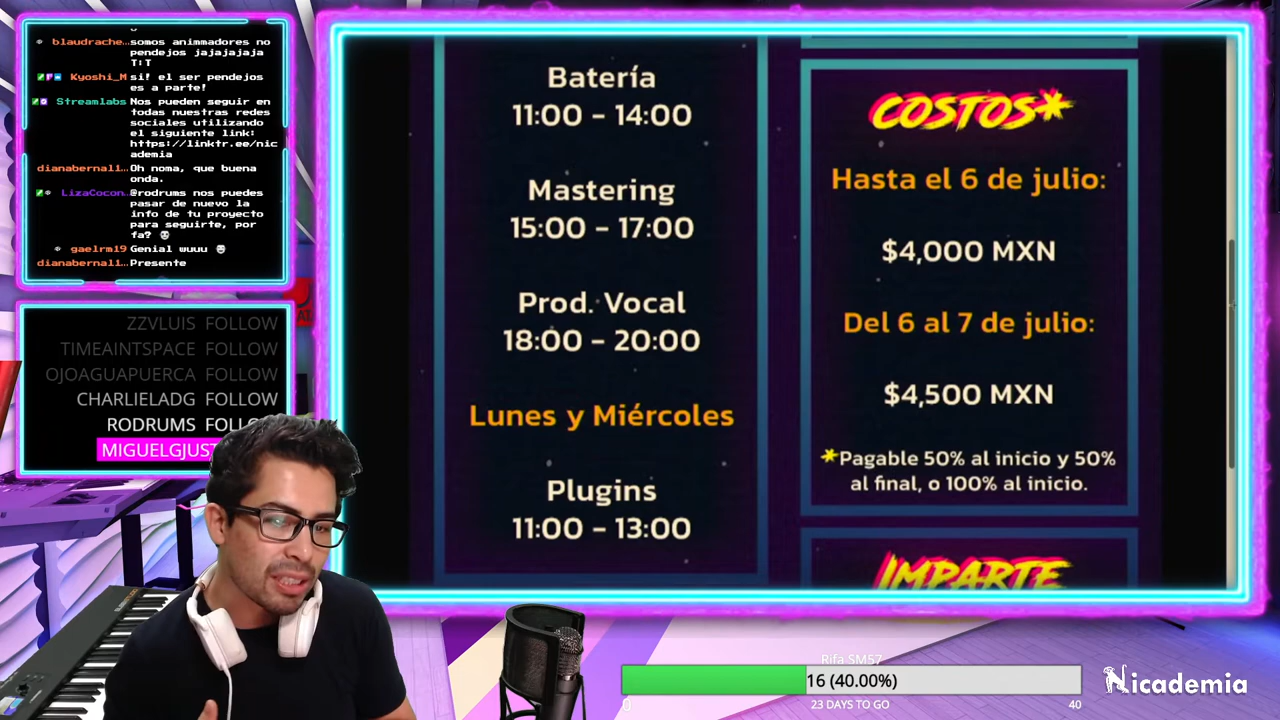 blaudrache… somos animmadores no
pendejos jajajajaja
T:T
Kyoshi_M si! el ser pendejos
es a parte!
Streamlabs Nos pueden seguir en
todas nuestras redes
sociales utilizando
el siguiente link:
https://linktr.ee/nic
ademia
dianabernal1… Oh noma, que buena
onda.
LizaCocon… @rodrums nos puedes
pasar de nuevo la
info de tu proyecto
para seguirte, por
fa?
gaelrm19 Genial wuuu
dianabernal1… Presente
ZZVLUIS FOLLOW
TIMEAINTSPACE FOLLOW
OJOAGUAPUERCA FOLLOW
CHARLIELADG FOLLOW
RODRUMS
MIGUELGJUST
Batería
11:00 - 14:00
Mastering
15:00 - 17:00
Prod. Vocal
18:00 - 20:00
Lunes y Miércoles
Plugins
11:00 - 13:00
COSTOS*
Hasta el 6 de julio:
$4,000 MXN
Del 6 al 7 de julio:
$4,500 MXN
*Pagable 50% al inicio y 50%
al final, o 100% al inicio.
IMPARTE
Rifa SM57
16 (40.00%)
0
23 DAYS TO GO
40
Nicademia